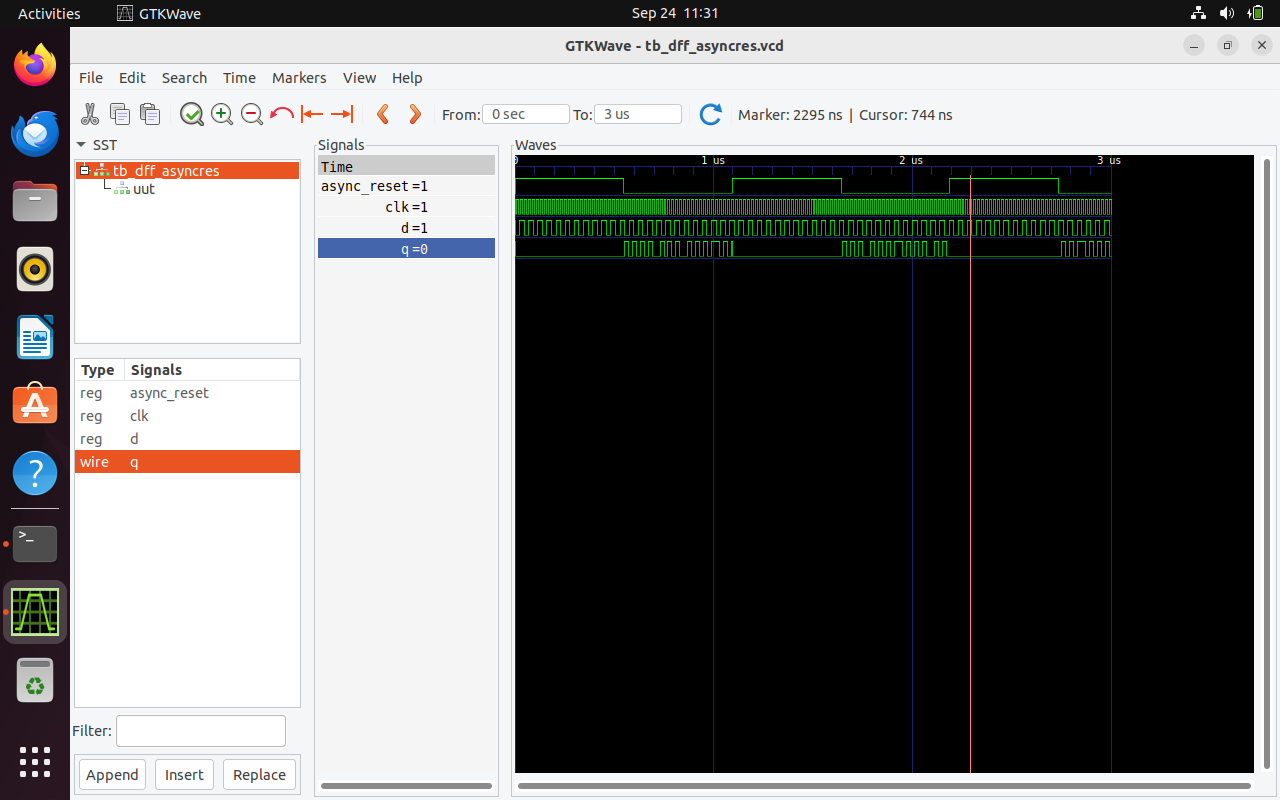 Activities GTKWave Sep 24 11:31
GTKWave - tb_dff_asyncres.vcd
File Edit Search Time Markers View Help
From: 0 sec To: 3 us Marker: 2295 ns | Cursor: 744 ns
SST
tb_dff_asyncres
uut
Type Signals
reg async_reset
reg clk
reg d
wire q
Filter:
Append Insert Replace
Signals
Time
async_reset =1
clk =1
d =1
q =0
Waves
0 1 us 2 us 3 us